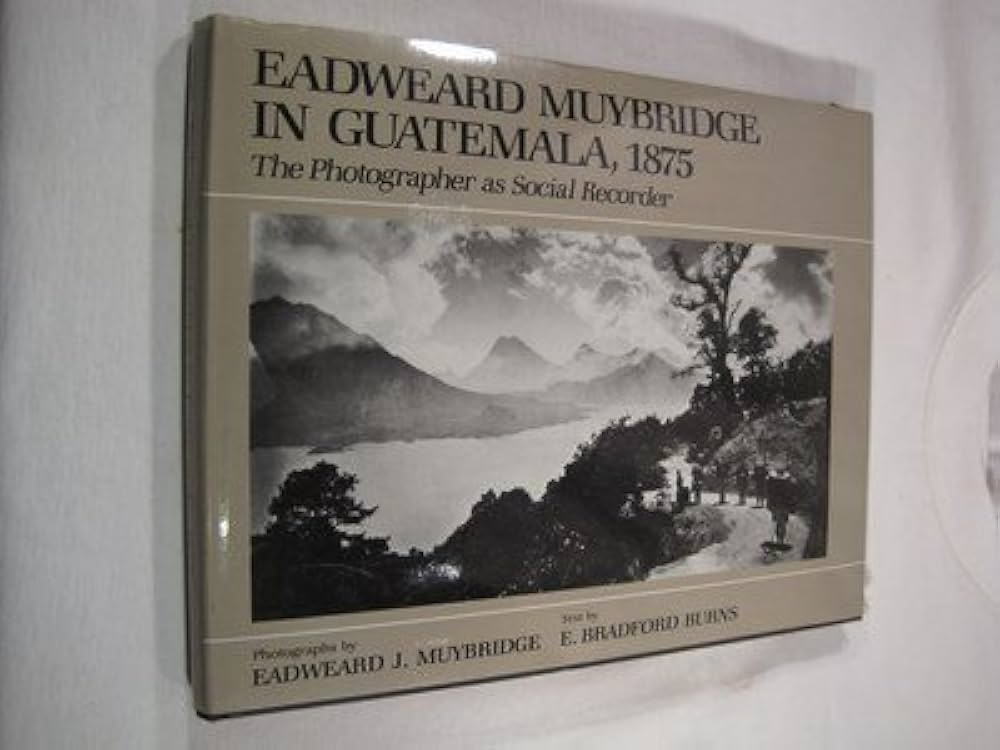 EADWEARD MUYBRIDGE
IN GUATEMALA, 1875
The Photographer as Social Recorder
Photographs by
EADWEARD J. MUYBRIDGE
Text by
E. BRADFORD BURNS